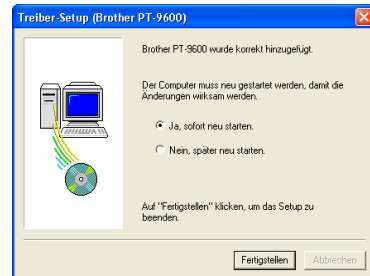 Treiber-Setup (Brother PT-9600)
Brother PT-9600 wurde korrekt hinzugefügt.
Der Computer muss neu gestartet werden, damit die
Änderungen wirksam werden.
Ja, sofort neu starten.
Nein, später neu starten.
Auf "Fertigstellen" klicken, um das Setup zu
beenden.
Fertigstellen
Abbrechen